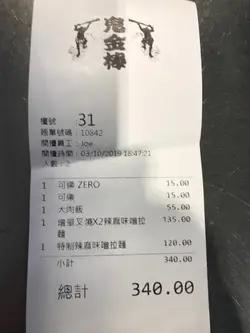 鬼金棒
檯號 : 31
賬單號碼 : 10842
開檯員工 : Joe
開檯時間 : 03/10/2019 18:47:21
人數 : 2
1 可樂 ZERO 15.00
1 可樂 15.00
1 大肉飯 55.00
1 增量叉燒X2辣麻味噌拉麵 135.00
1 特制辣麻味噌拉麵 120.00
小計 340.00
總計 340.00